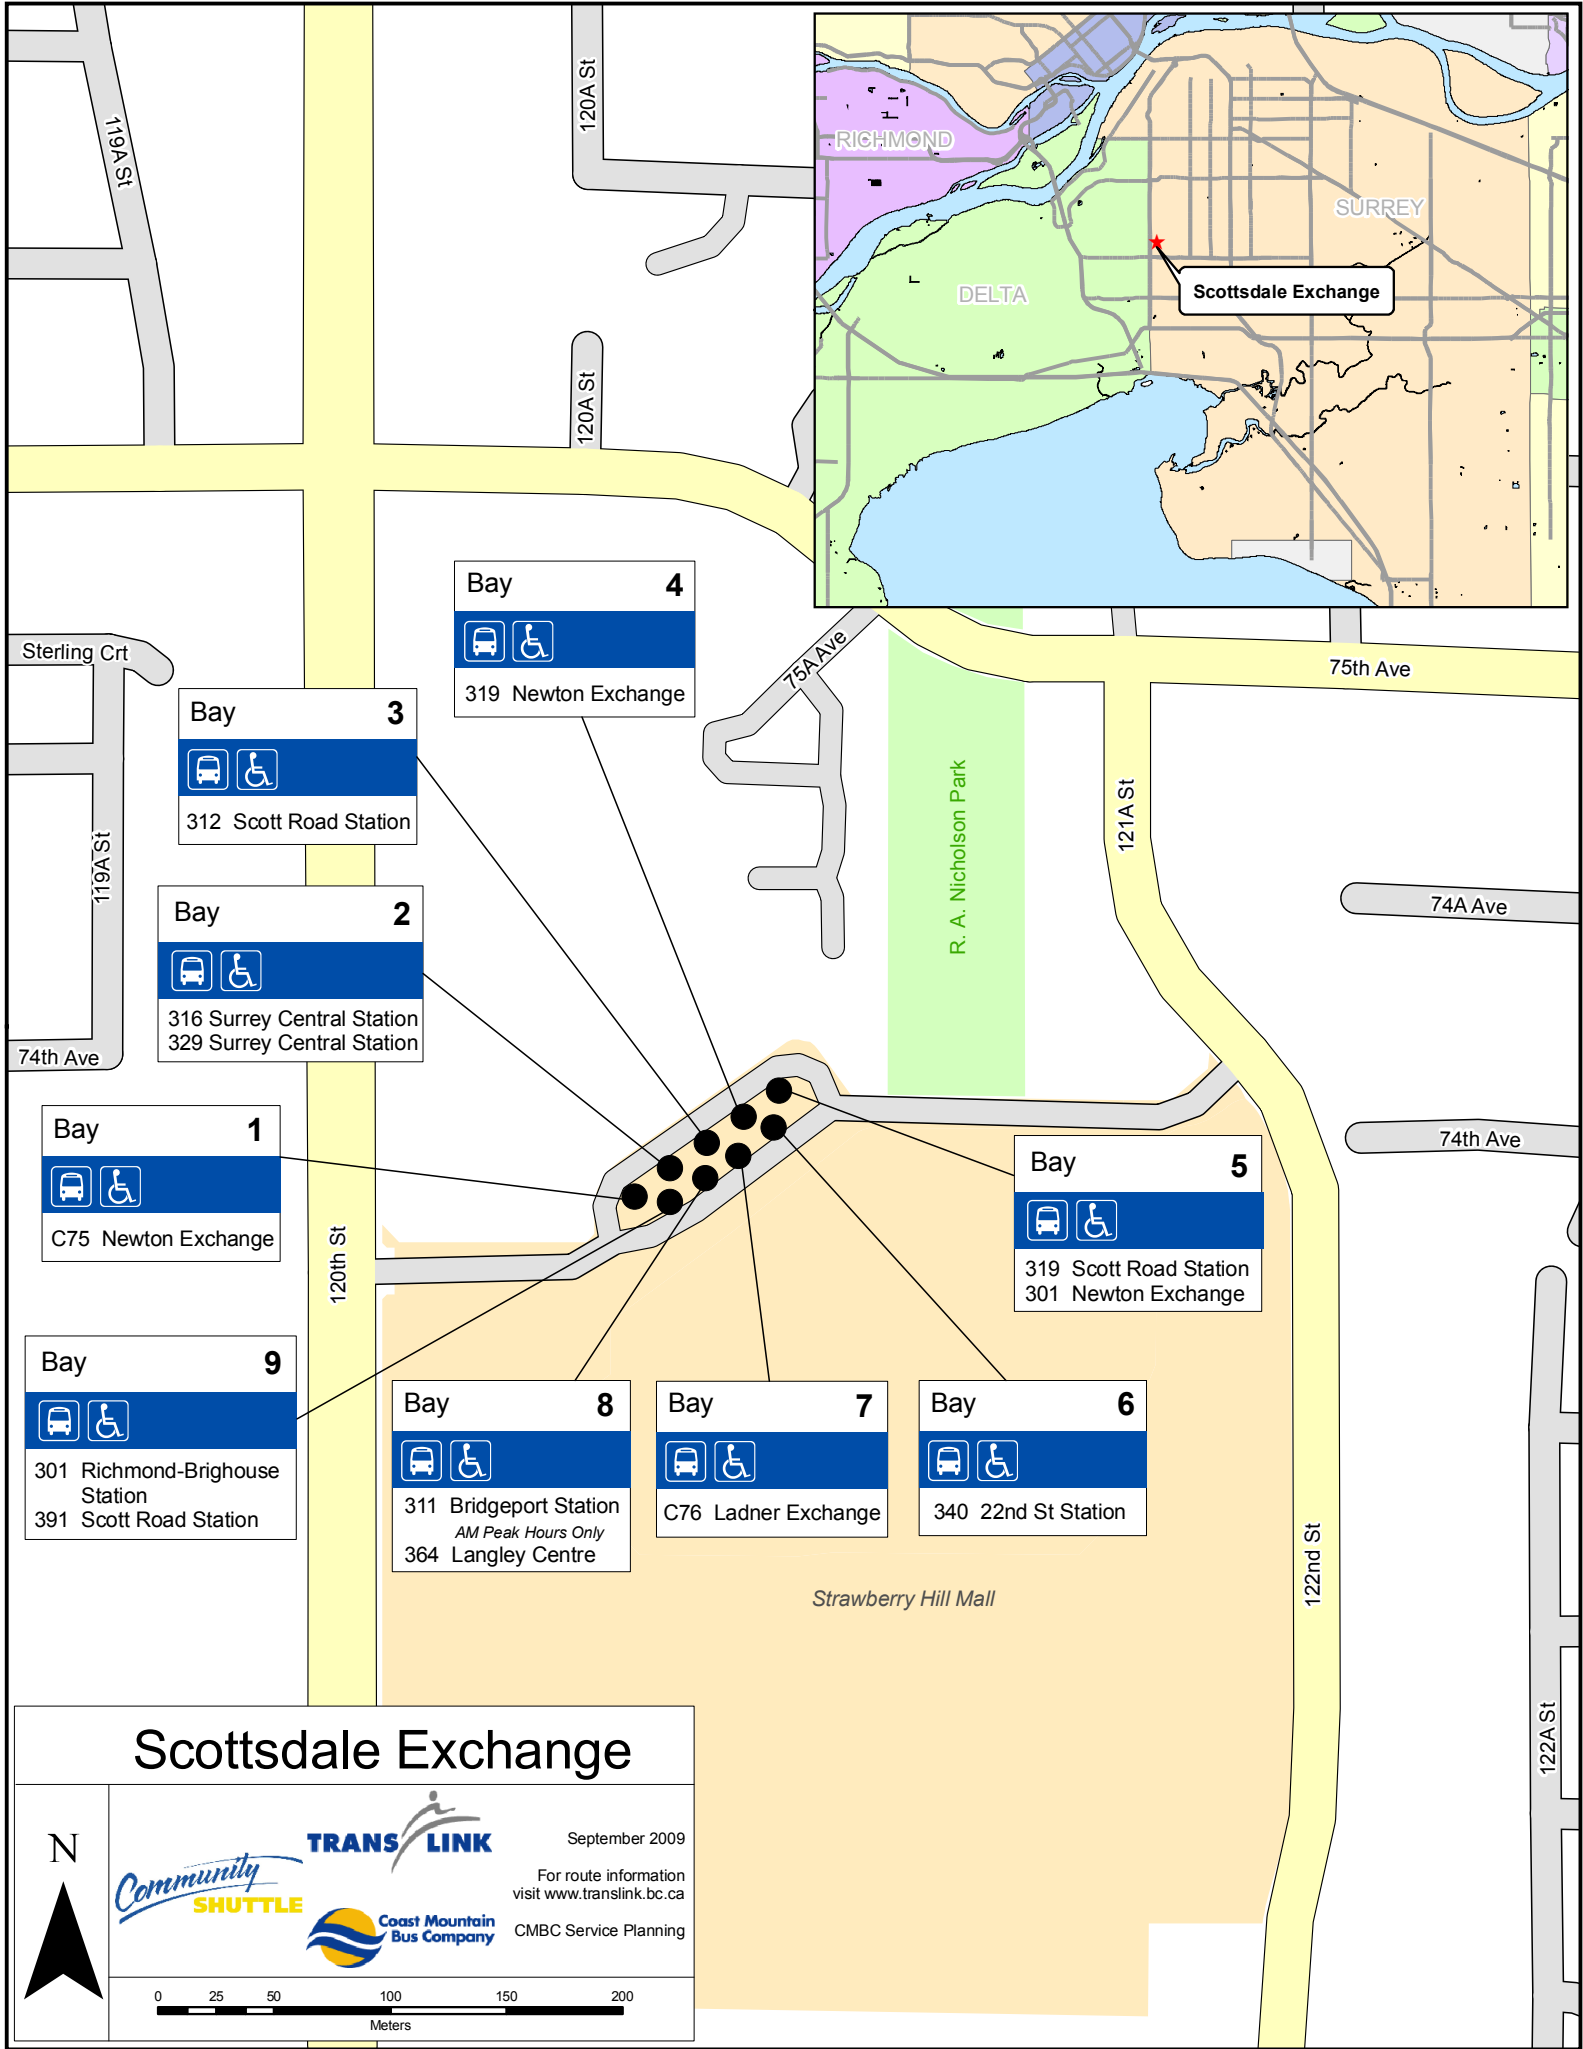 119A St
120A St
RICHMOND
SURREY
DELTA
Scottsdale Exchange
120A St
Bay 4
319 Newton Exchange
Sterling Crt
75A Ave
75th Ave
Bay 3
312 Scott Road Station
119A St
R. A. Nicholson Park
121A St
74A Ave
Bay 2
316 Surrey Central Station
329 Surrey Central Station
74th Ave
74th Ave
Bay 1
C75 Newton Exchange
Bay 5
319 Scott Road Station
301 Newton Exchange
120th St
Bay 9
301 Richmond-Brighouse
Station
391 Scott Road Station
Bay 8
311 Bridgeport Station
AM Peak Hours Only
364 Langley Centre
Bay 7
C76 Ladner Exchange
Bay 6
340 22nd St Station
122nd St
Strawberry Hill Mall
122A St
Scottsdale Exchange
N
TRANS LINK
Community
SHUTTLE
Coast Mountain
Bus Company
September 2009
For route information
visit www.translink.bc.ca
CMBC Service Planning
0 25 50 100 150 200
Meters